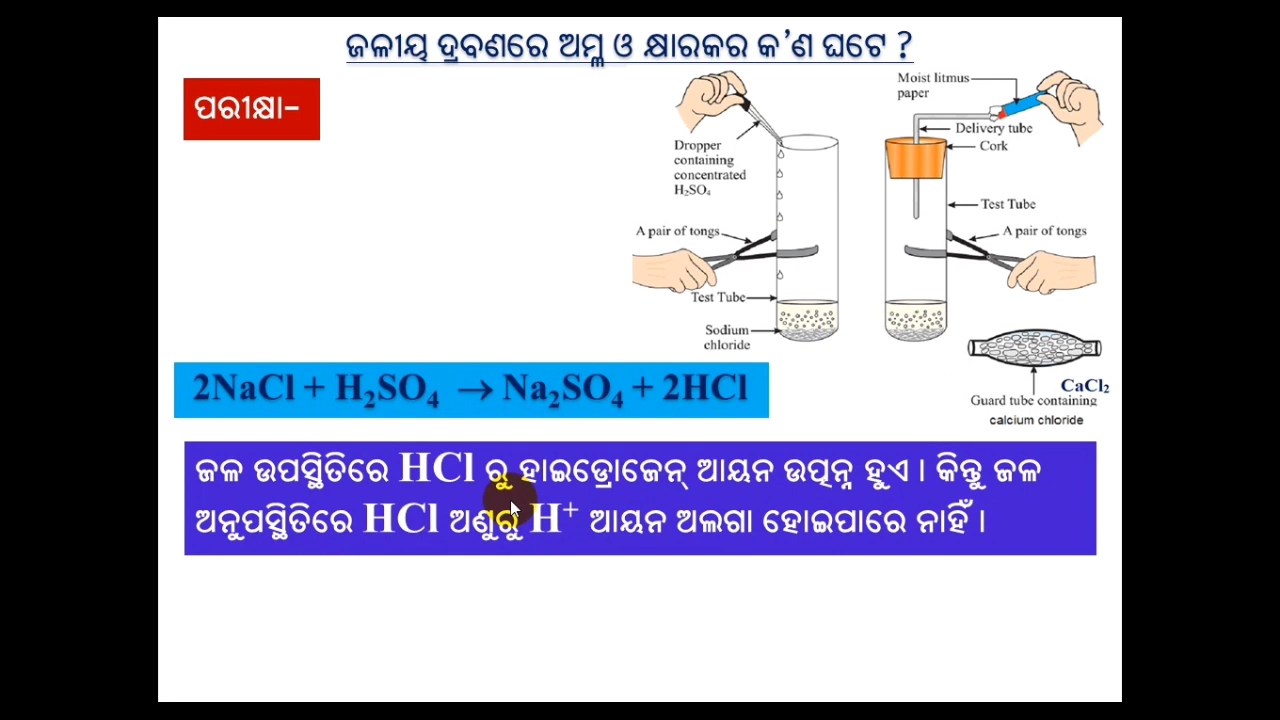 ଜଳୀୟ ଦ୍ରବଣରେ ଅମ୍ଳ ଓ କ୍ଷାରକର କ'ଣ ଘଟେ ?
ପରୀକ୍ଷା-
Moist litmus
paper
Delivery tube
Cork
Dropper
containing
concentrated
H₂SO₄
Test Tube
A pair of tongs
A pair of tongs
Test Tube
Sodium
chloride
CaCl₂
Guard tube containing
calcium chloride
2NaCl + H₂SO₄ → Na₂SO₄ + 2HCl
ଜଳ ଉପସ୍ଥିତିରେ HCl ରୁ ହାଇଡ୍ରୋଜେନ୍ ଆୟନ ଉତ୍ପନ୍ନ ହୁଏ । କିନ୍ତୁ ଜଳ
ଅନୁପସ୍ଥିତିରେ HCl ଅଣୁରୁ H⁺ ଆୟନ ଅଲଗା ହୋଇପାରେ ନାହିଁ ।